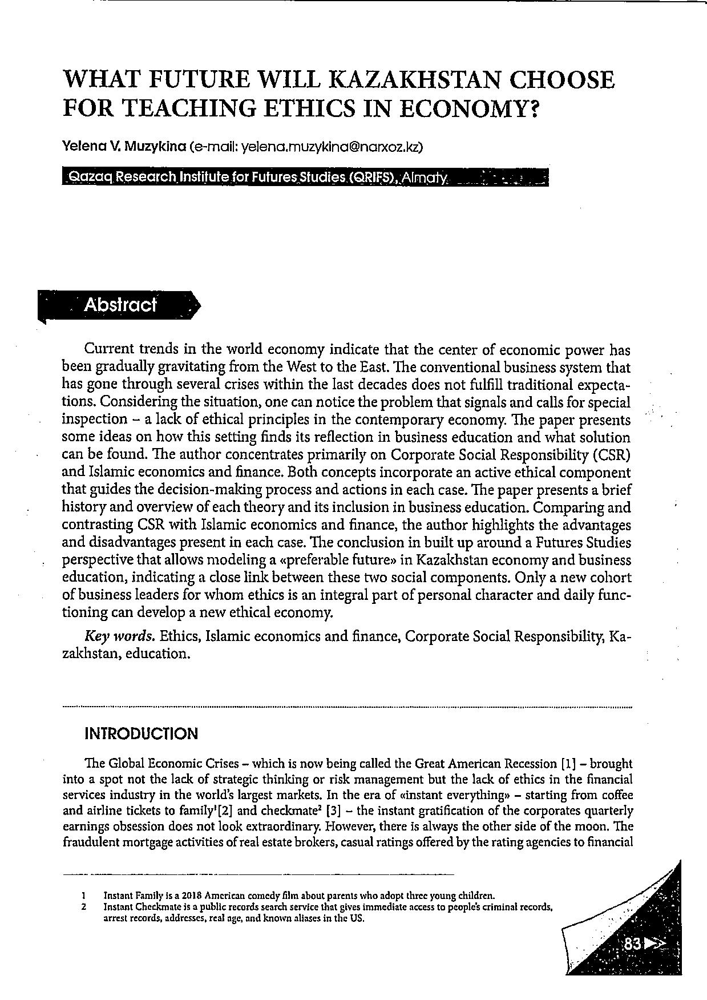 WHAT FUTURE WILL KAZAKHSTAN CHOOSE
FOR TEACHING ETHICS IN ECONOMY?
Yelena V. Muzykina (e-mail: yelena.muzykina@narxoz.kz)
Qazaq Research Institute for Futures Studies (QRIFS), Almaty
Abstract
Current trends in the world economy indicate that the center of economic power has
been gradually gravitating from the West to the East. The conventional business system that
has gone through several crises within the last decades does not fulfill traditional expecta-
tions. Considering the situation, one can notice the problem that signals and calls for special
inspection – a lack of ethical principles in the contemporary economy. The paper presents
some ideas on how this setting finds its reflection in business education and what solution
can be found. The author concentrates primarily on Corporate Social Responsibility (CSR)
and Islamic economics and finance. Both concepts incorporate an active ethical component
that guides the decision-making process and actions in each case. The paper presents a brief
history and overview of each theory and its inclusion in business education. Comparing and
contrasting CSR with Islamic economics and finance, the author highlights the advantages
and disadvantages present in each case. The conclusion in built up around a Futures Studies
perspective that allows modeling a «preferable future» in Kazakhstan economy and business
education, indicating a close link between these two social components. Only a new cohort
of business leaders for whom ethics is an integral part of personal character and daily func-
tioning can develop a new ethical economy.
Key words. Ethics, Islamic economics and finance, Corporate Social Responsibility, Ka-
zakhstan, education.
INTRODUCTION
The Global Economic Crises – which is now being called the Great American Recession [1] – brought
into a spot not the lack of strategic thinking or risk management but the lack of ethics in the financial
services industry in the world's largest markets. In the era of «instant everything» – starting from coffee
and airline tickets to family¹[2] and checkmate² [3] – the instant gratification of the corporates quarterly
earnings obsession does not look extraordinary. However, there is always the other side of the moon. The
fraudulent mortgage activities of real estate brokers, casual ratings offered by the rating agencies to financial
1 Instant Family is a 2018 American comedy film about parents who adopt three young children.
2 Instant Checkmate is a public records search service that gives immediate access to people's criminal records,
arrest records, addresses, real age, and known aliases in the US.
83